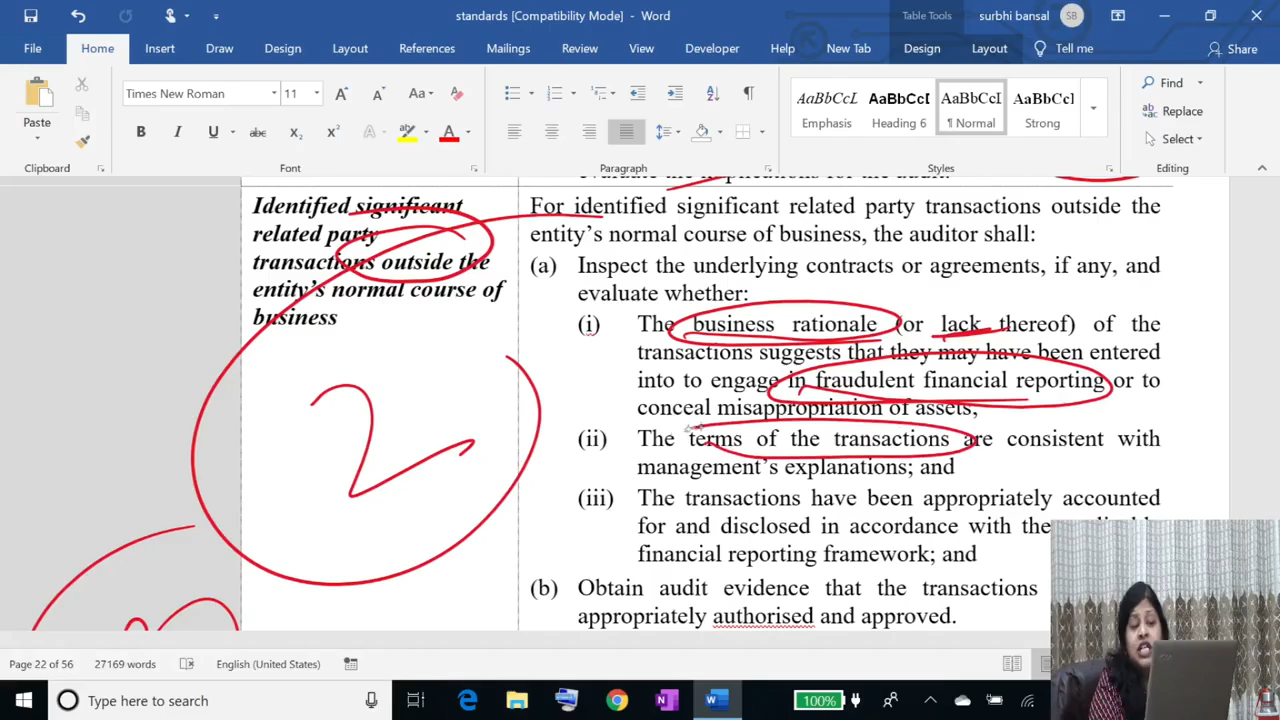 standards [Compatibility Mode] - Word
Table Tools
surbhi bansal
SB
File Home Insert Draw Design Layout References Mailings Review View Developer Help New Tab Design Layout Tell me Share
Paste
Clipboard
Times New Roman 11
Font
Paragraph
AaBbCcI Emphasis
AaBbCcI Heading 6
AaBbCcI ¶ Normal
AaBbCcI Strong
Styles
Find
Replace
Select
Editing
evaluate the implications for the audit.
Identified significant
related party
transactions outside the
entity's normal course of
business
For identified significant related party transactions outside the
entity's normal course of business, the auditor shall:
(a) Inspect the underlying contracts or agreements, if any, and
evaluate whether:
(i) The business rationale (or lack thereof) of the
transactions suggests that they may have been entered
into to engage in fraudulent financial reporting or to
conceal misappropriation of assets;
(ii) The terms of the transactions are consistent with
management's explanations; and
(iii) The transactions have been appropriately accounted
for and disclosed in accordance with the
financial reporting framework; and
(b) Obtain audit evidence that the transactions
appropriately authorised and approved.
2
Page 22 of 56 27169 words English (United States)
Type here to search
100%